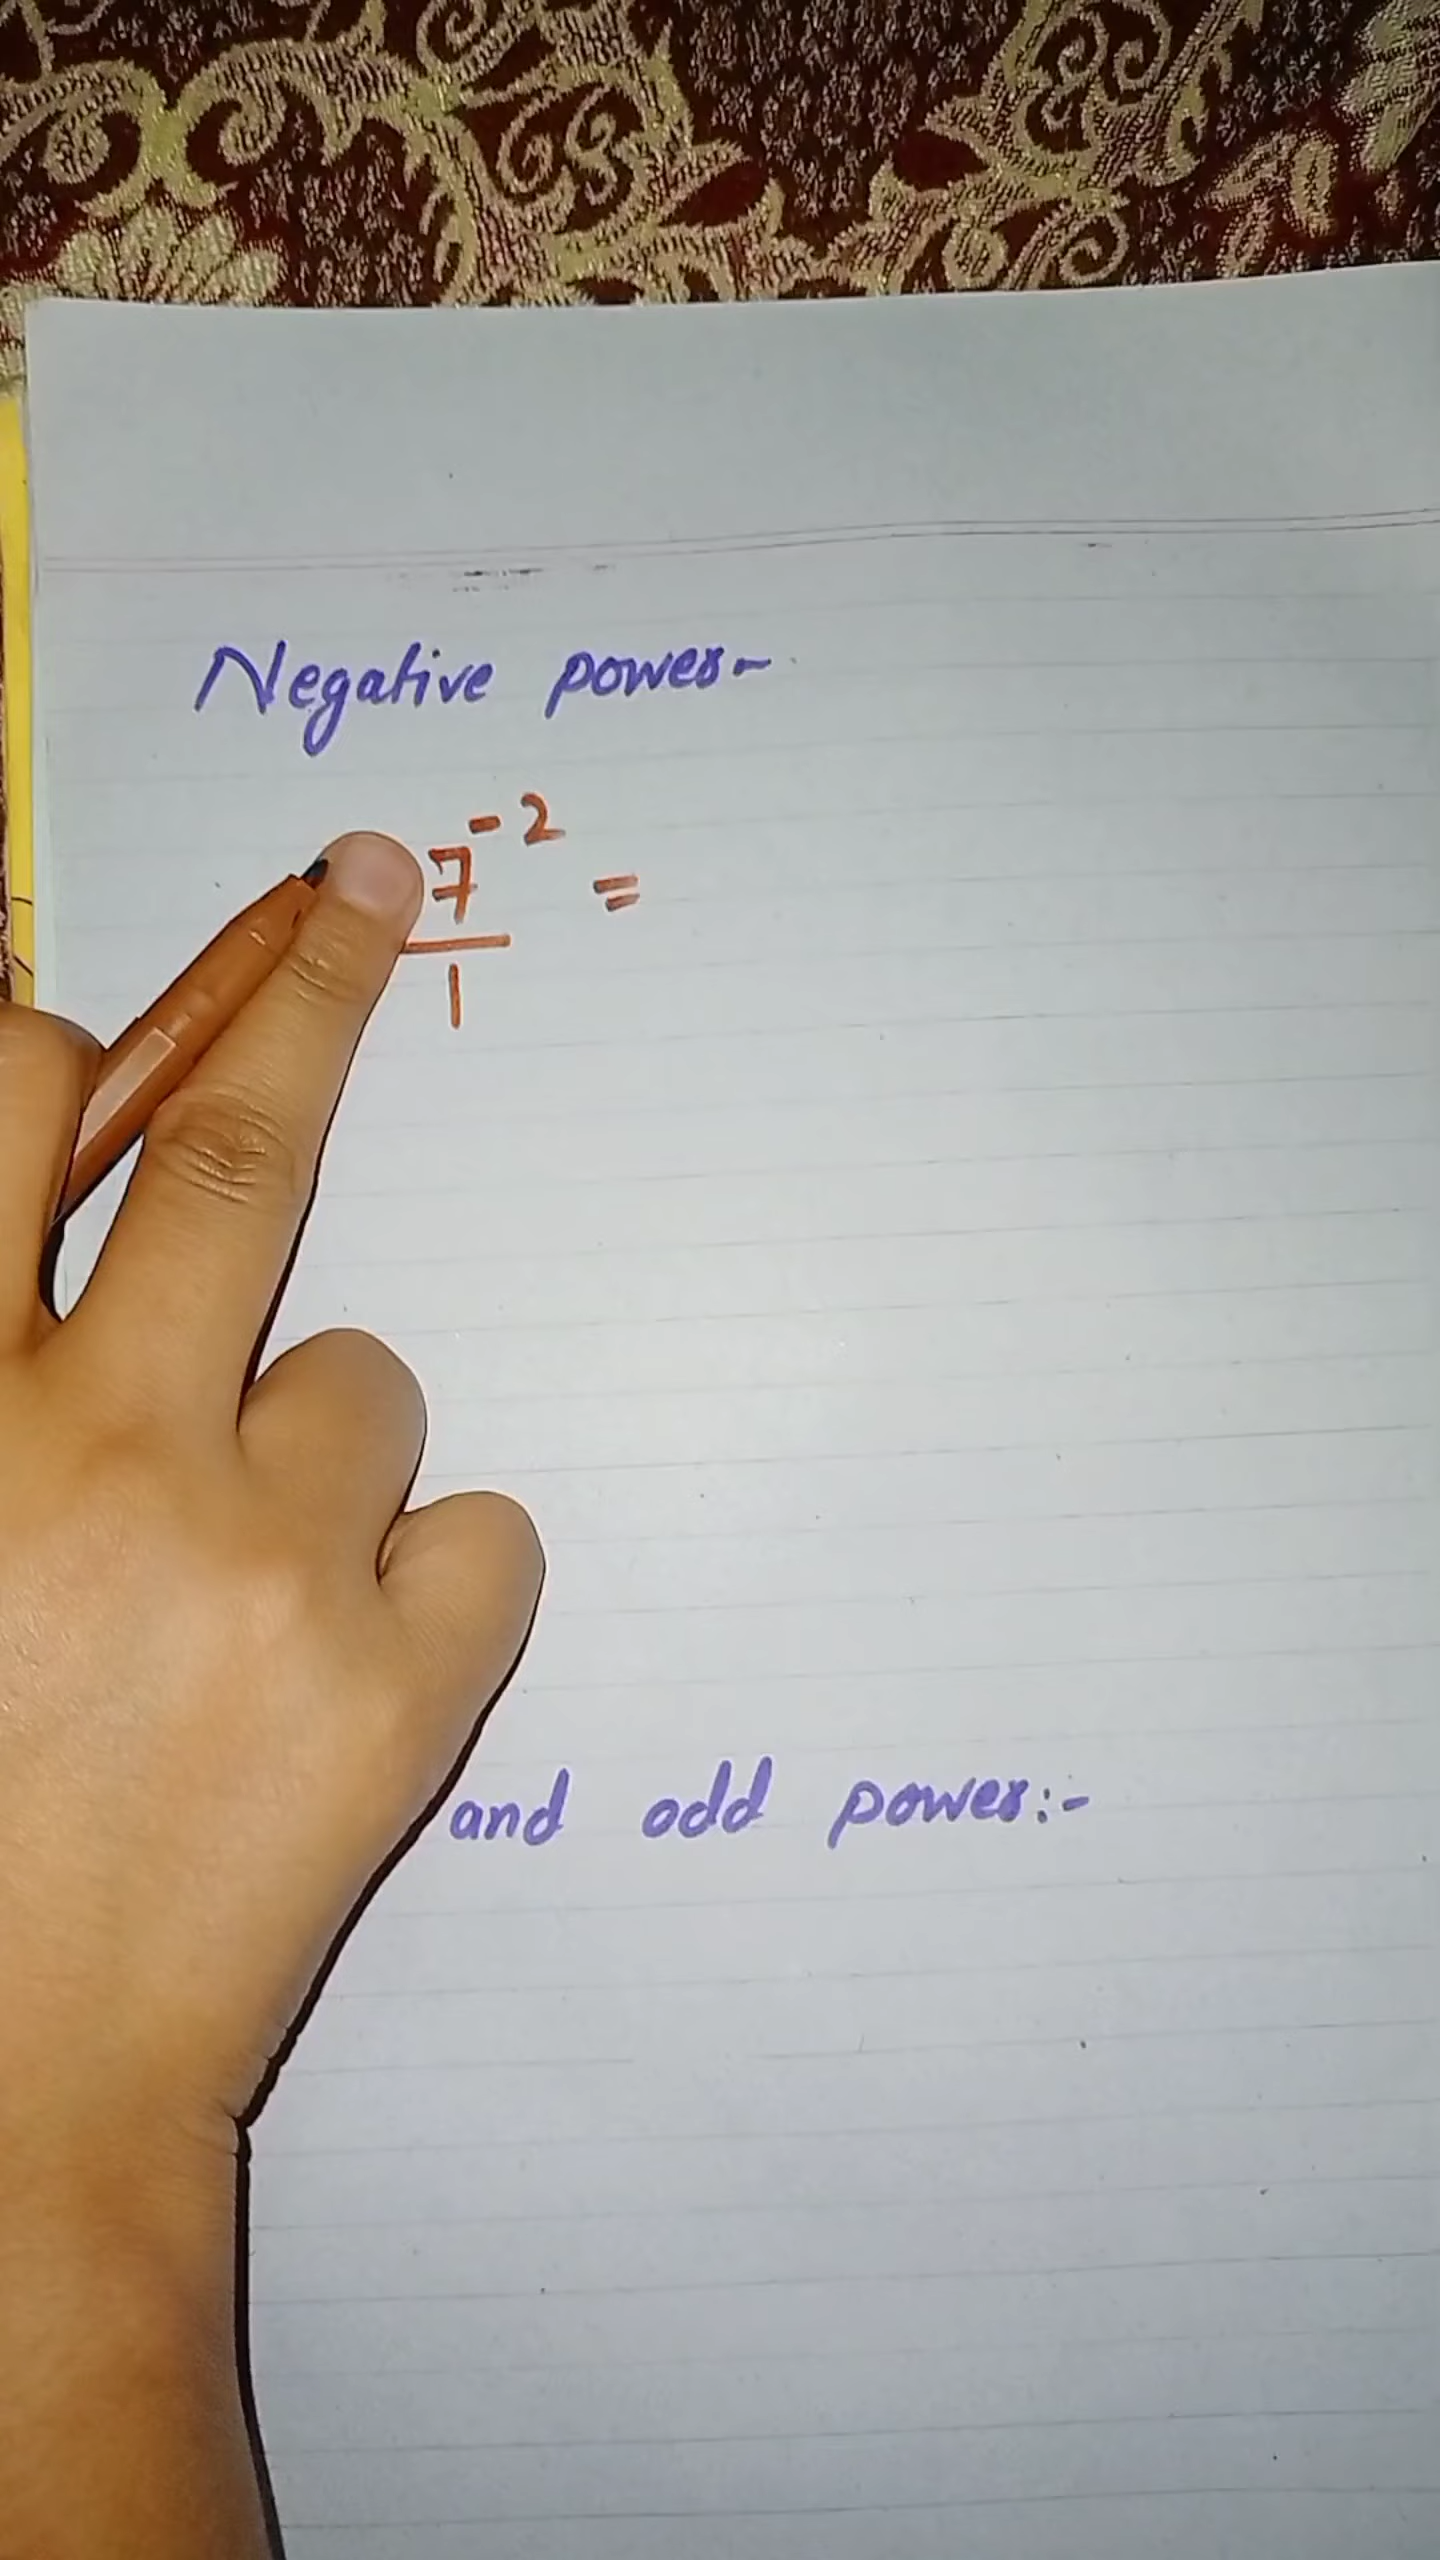 Negative power-
7
-2
=
1
and odd power:-